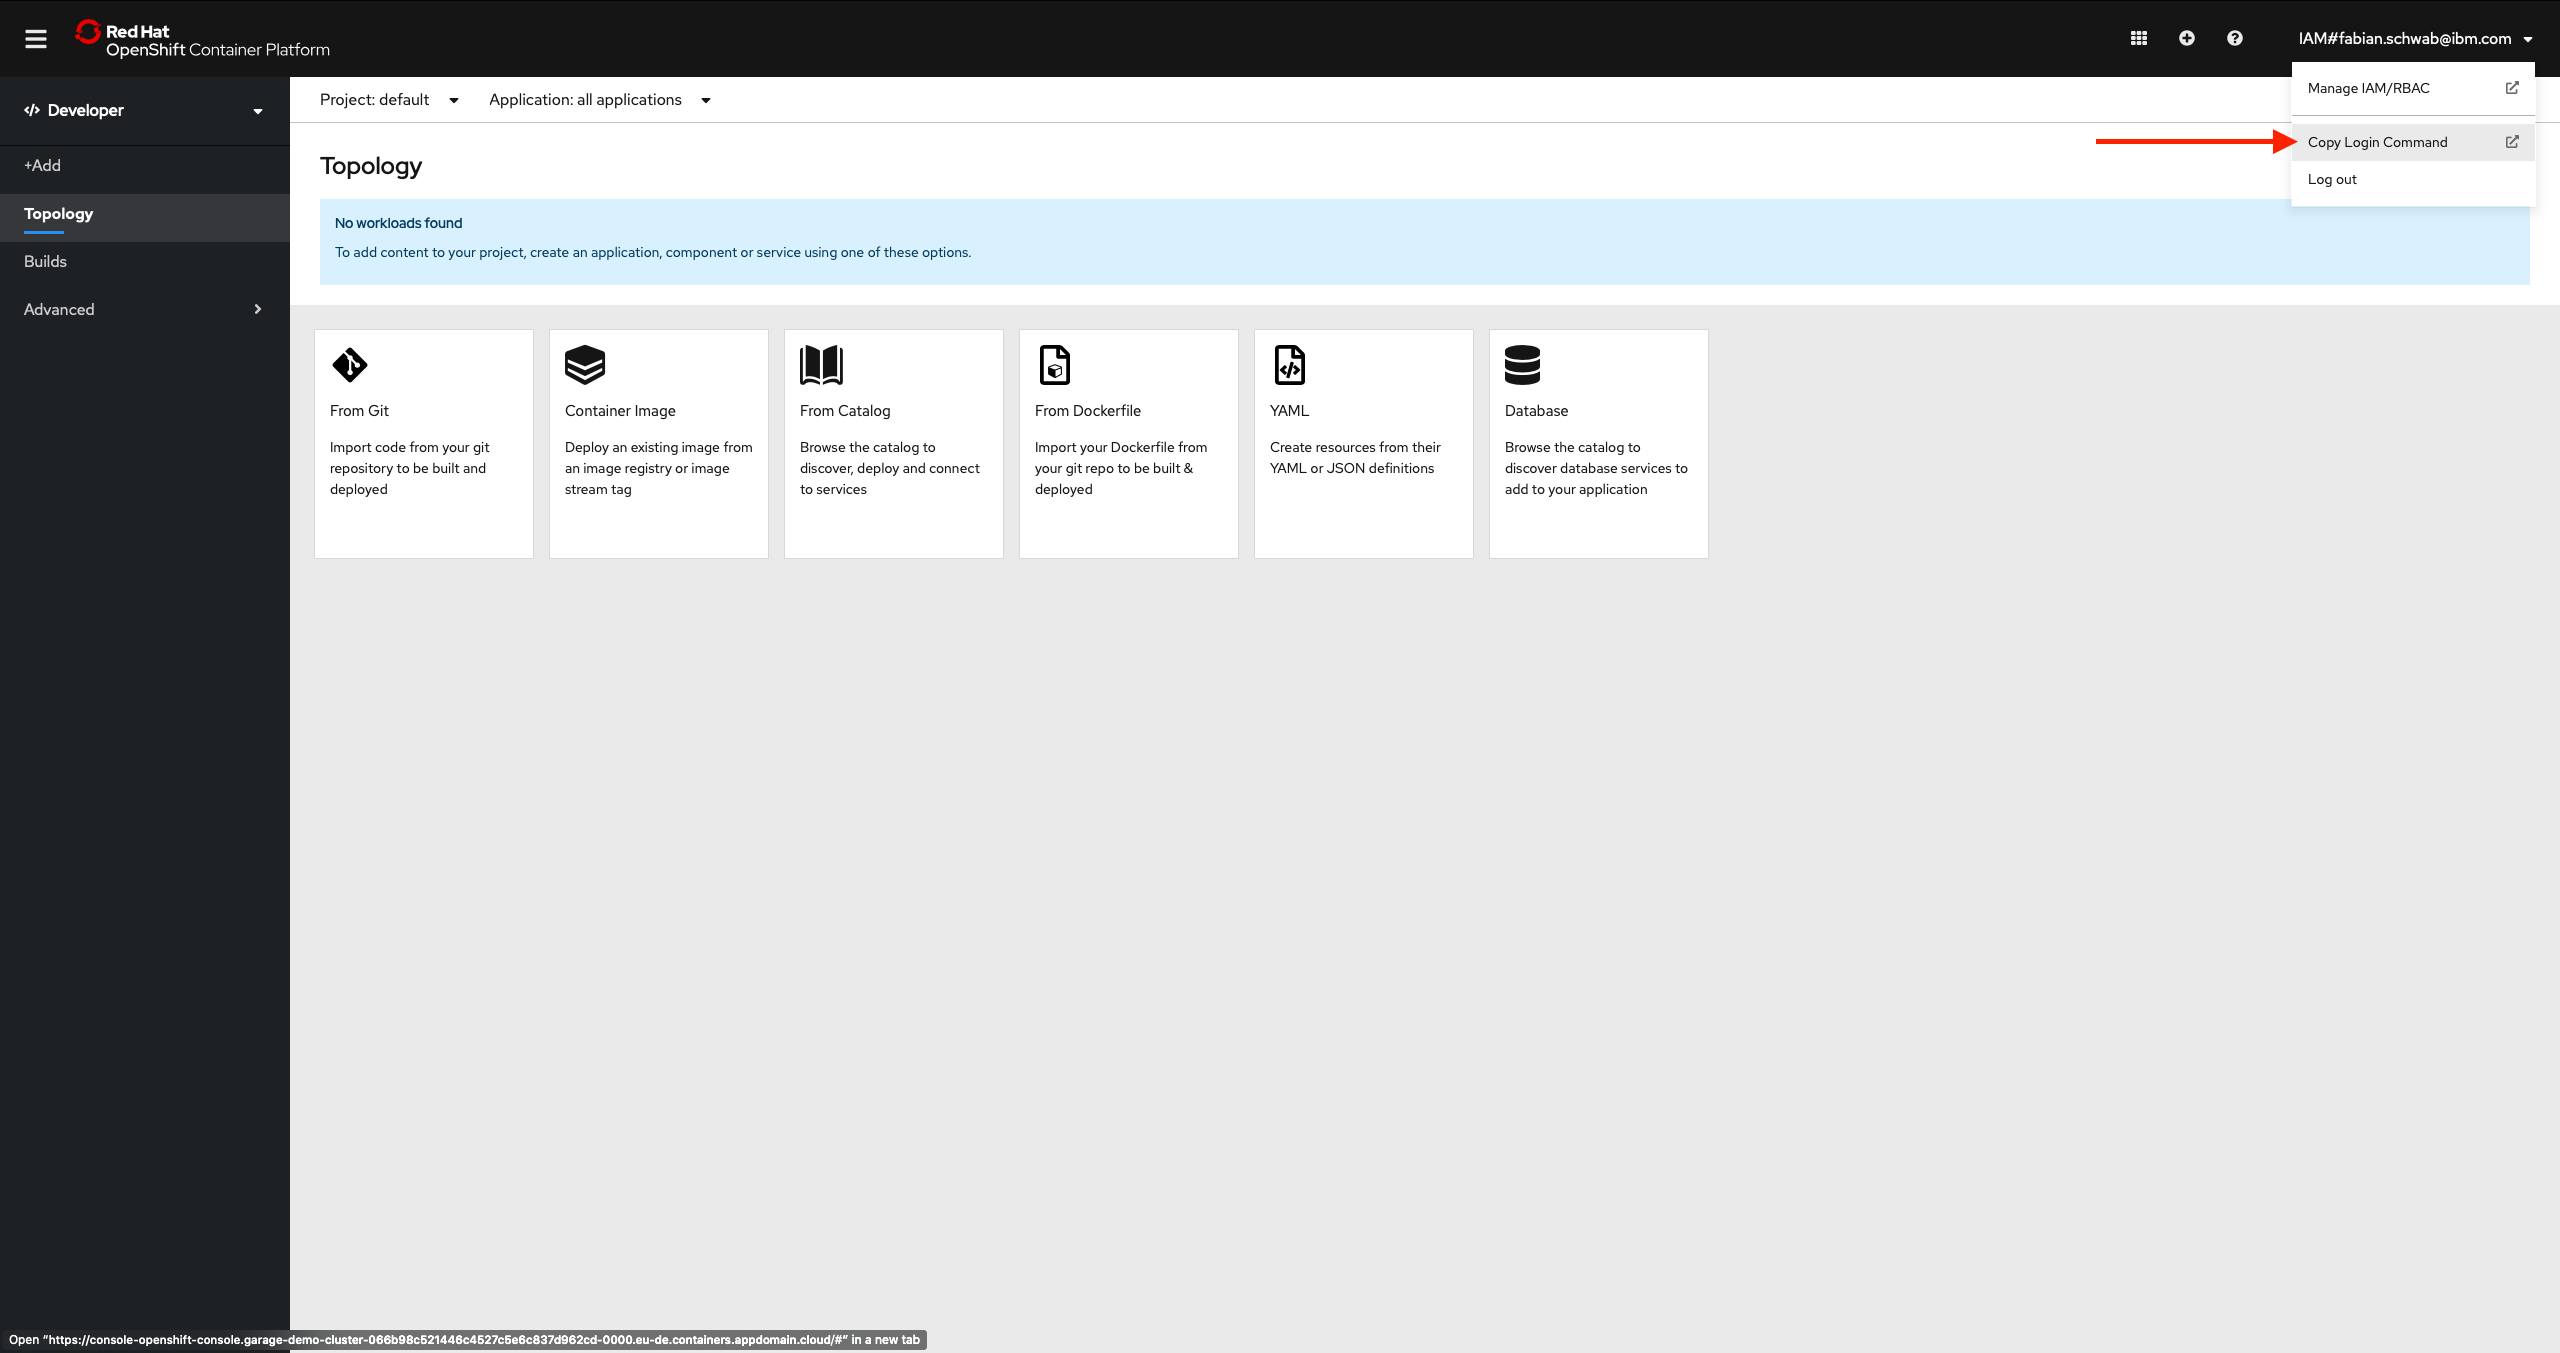 Red Hat
OpenShift Container Platform
IAM#fabian.schwab@ibm.com
Manage IAM/RBAC
Copy Login Command
Log out
Developer
+Add
Topology
Builds
Advanced
Project: default
Application: all applications
Topology
No workloads found
To add content to your project, create an application, component or service using one of these options.
From Git
Import code from your git
repository to be built and
deployed
Container Image
Deploy an existing image from
an image registry or image
stream tag
From Catalog
Browse the catalog to
discover, deploy and connect
to services
From Dockerfile
Import your Dockerfile from
your git repo to be built &
deployed
YAML
Create resources from their
YAML or JSON definitions
Database
Browse the catalog to
discover database services to
add to your application
Open "https://console-openshift-console.garage-demo-cluster-066b98c521446c4527c5e6c837d962cd-0000.eu-de.containers.appdomain.cloud/#" in a new tab